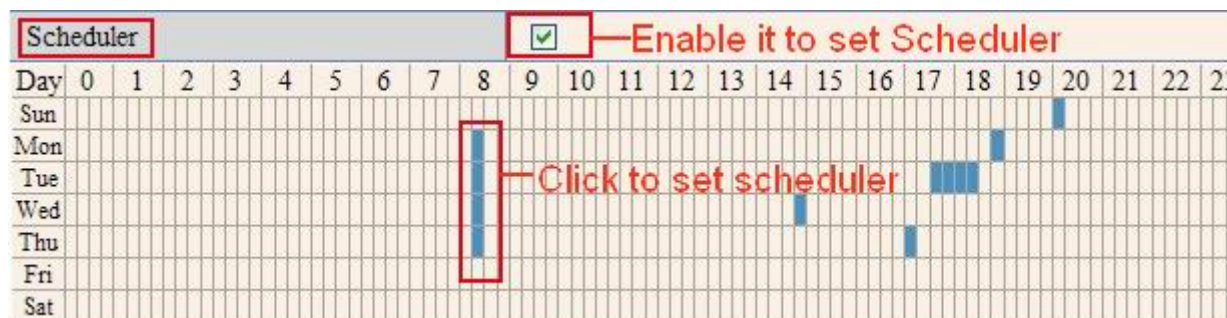 Scheduler Enable it to set Scheduler
Day 0 1 2 3 4 5 6 7 8 9 10 11 12 13 14 15 16 17 18 19 20 21 22
Sun
Mon
Tue Click to set scheduler
Wed
Thu
Fri
Sat